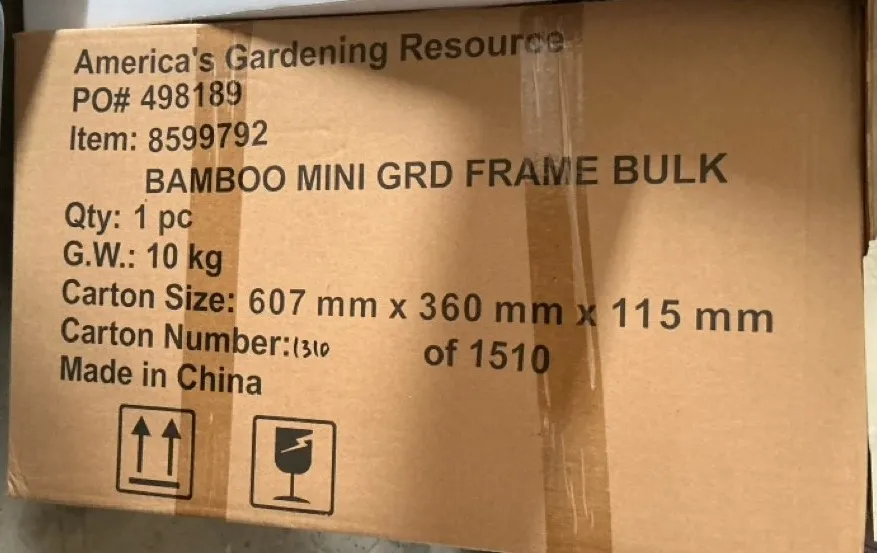 America's Gardening Resource
PO# 498189
Item: 8599792
BAMBOO MINI GRD FRAME BULK
Qty: 1 pc
G.W.: 10 kg
Carton Size: 607 mm x 360 mm x 115 mm
Carton Number: 1310 of 1510
Made in China